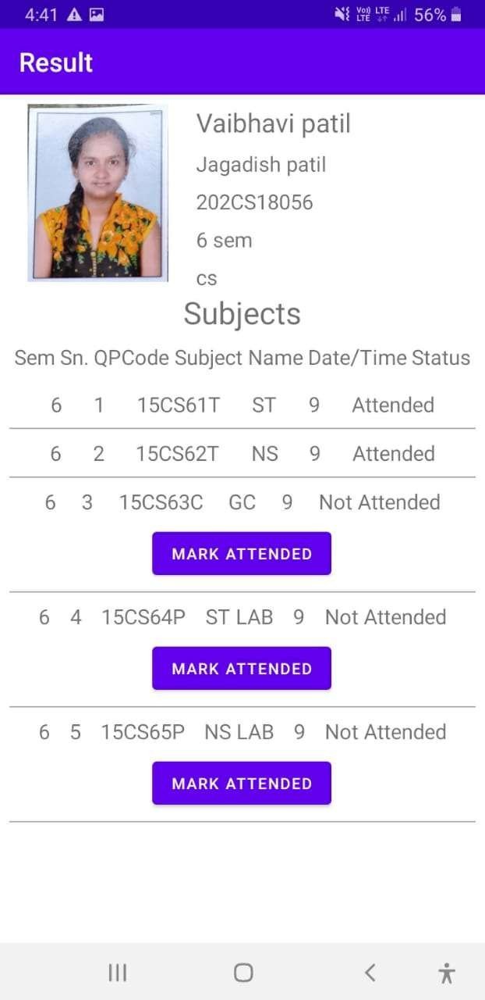 4:41 Vo) LTE LTE 56%
Result
Vaibhavi patil
Jagadish patil
202CS18056
6 sem
cs
Subjects
Sem Sn. QPCode Subject Name Date/Time Status
6 1 15CS61T ST 9 Attended
6 2 15CS62T NS 9 Attended
6 3 15CS63C GC 9 Not Attended
MARK ATTENDED
6 4 15CS64P ST LAB 9 Not Attended
MARK ATTENDED
6 5 15CS65P NS LAB 9 Not Attended
MARK ATTENDED